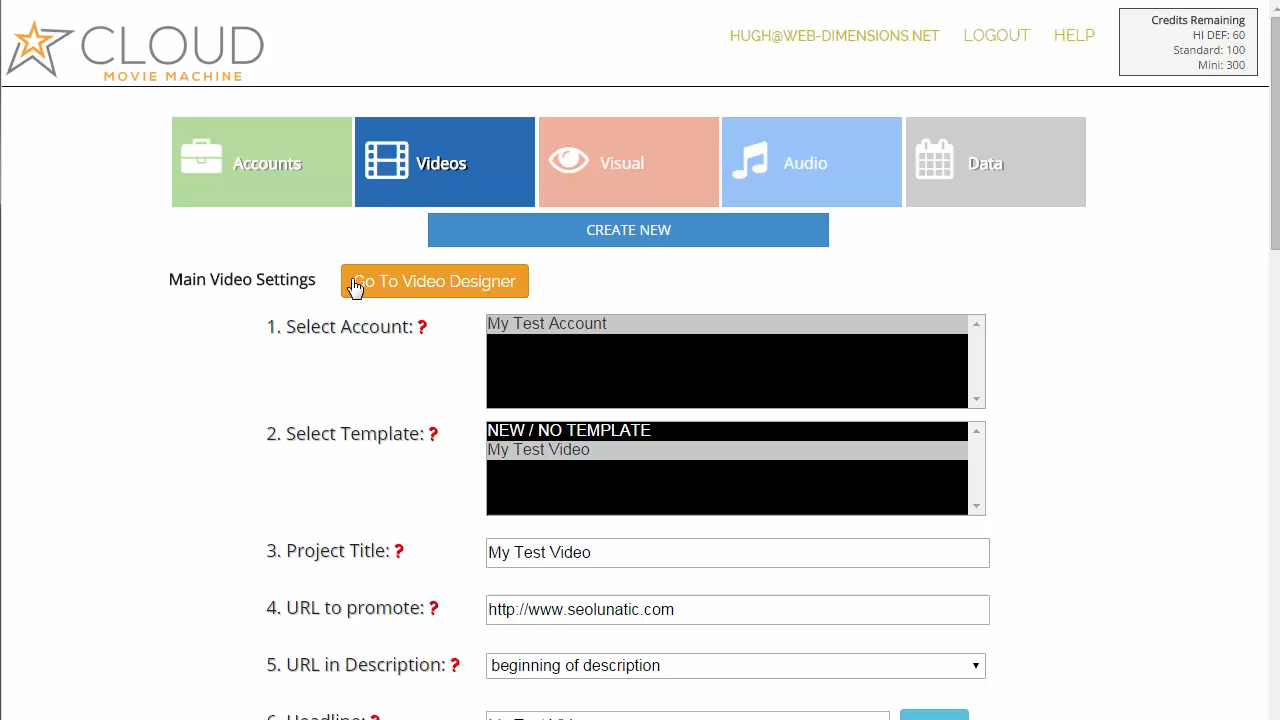 CLOUD
MOVIE MACHINE
HUGH@WEB-DIMENSIONS.NET LOGOUT HELP
Credits Remaining
HI DEF: 60
Standard: 100
Mini: 300
Accounts Videos Visual Audio Data
CREATE NEW
Main Video Settings Go To Video Designer
1. Select Account: ? My Test Account
2. Select Template: ? NEW / NO TEMPLATE
My Test Video
3. Project Title: ? My Test Video
4. URL to promote: ? http://www.seolunatic.com
5. URL in Description: ? beginning of description
6. Headline: ? My Test Video